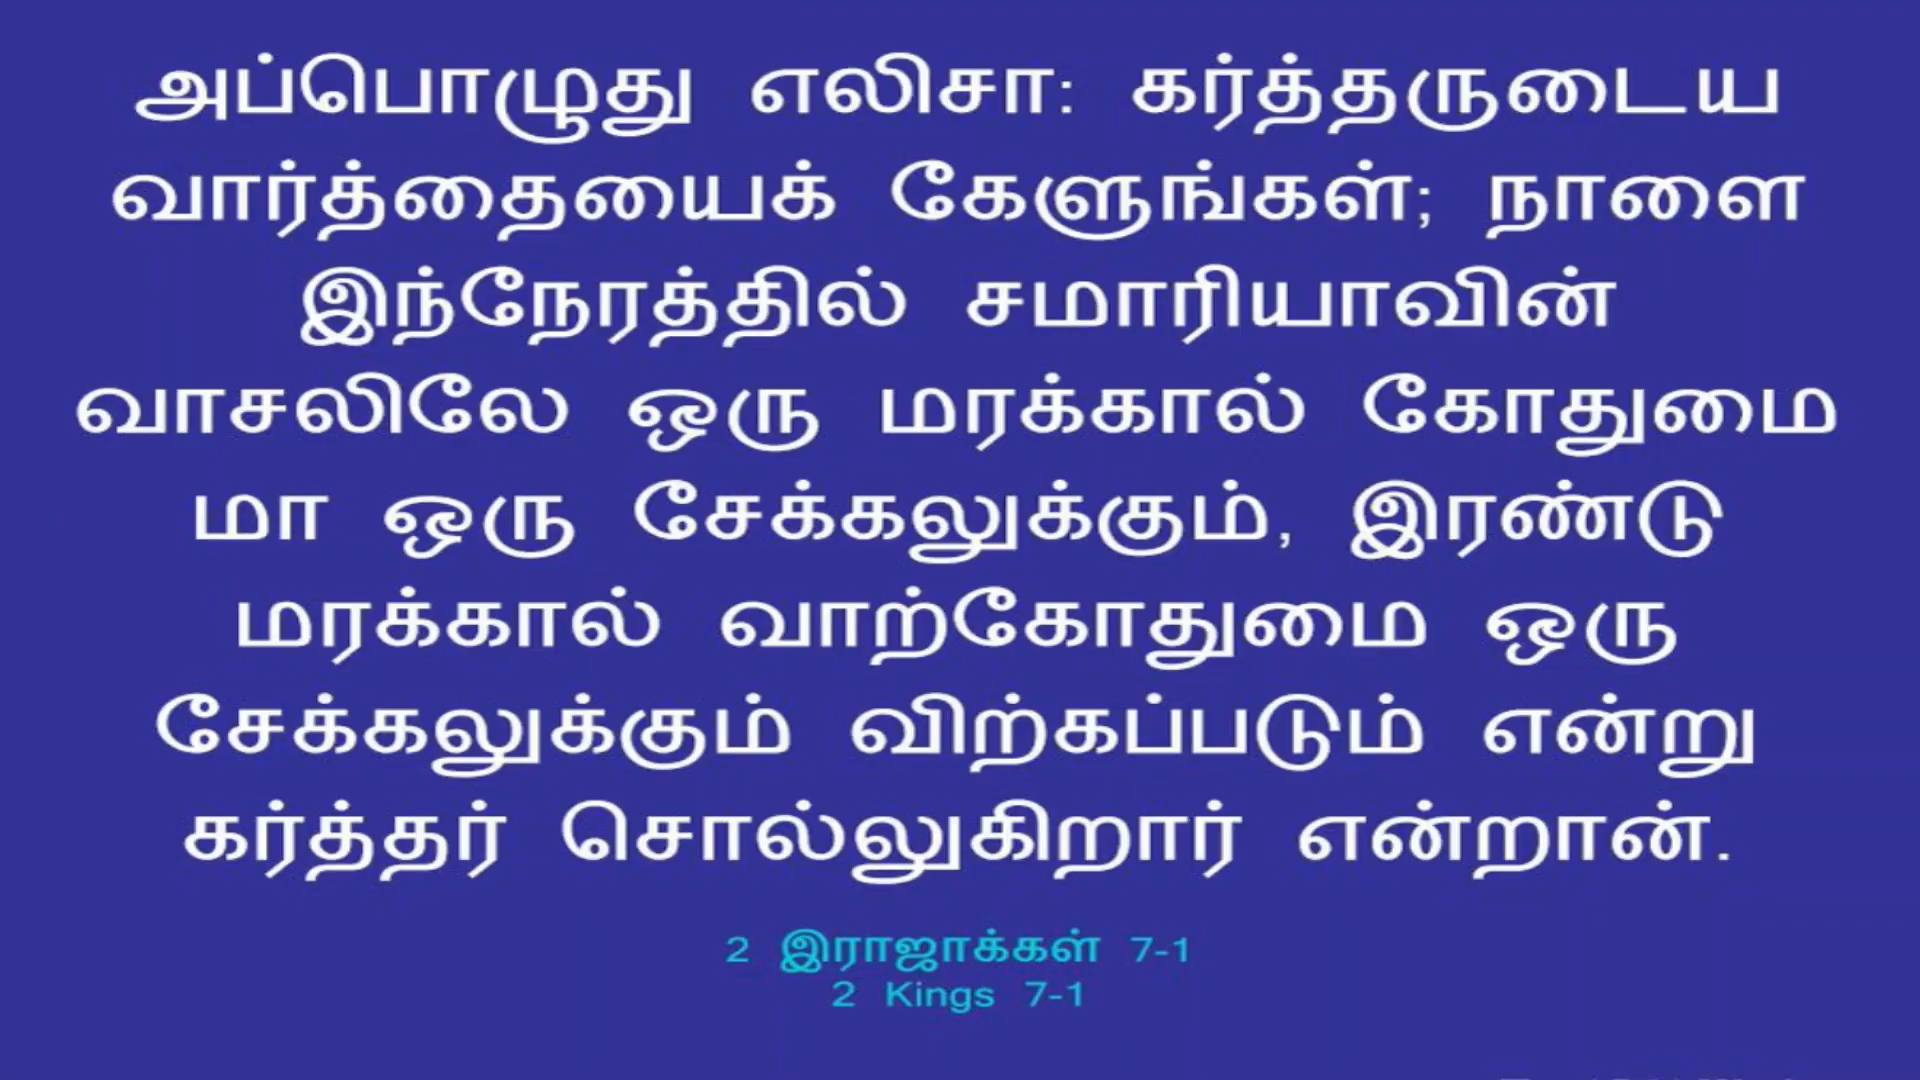 அப்பொழுது எலிசா: கர்த்தருடைய
வார்த்தையைக் கேளுங்கள்; நாளை
இந்நேரத்தில் சமாரியாவின்
வாசலிலே ஒரு மரக்கால் கோதுமை
மா ஒரு சேக்கலுக்கும், இரண்டு
மரக்கால் வாற்கோதுமை ஒரு
சேக்கலுக்கும் விற்கப்படும் என்று
கர்த்தர் சொல்லுகிறார் என்றான்.
2 இராஜாக்கள் 7-1
2 Kings 7-1